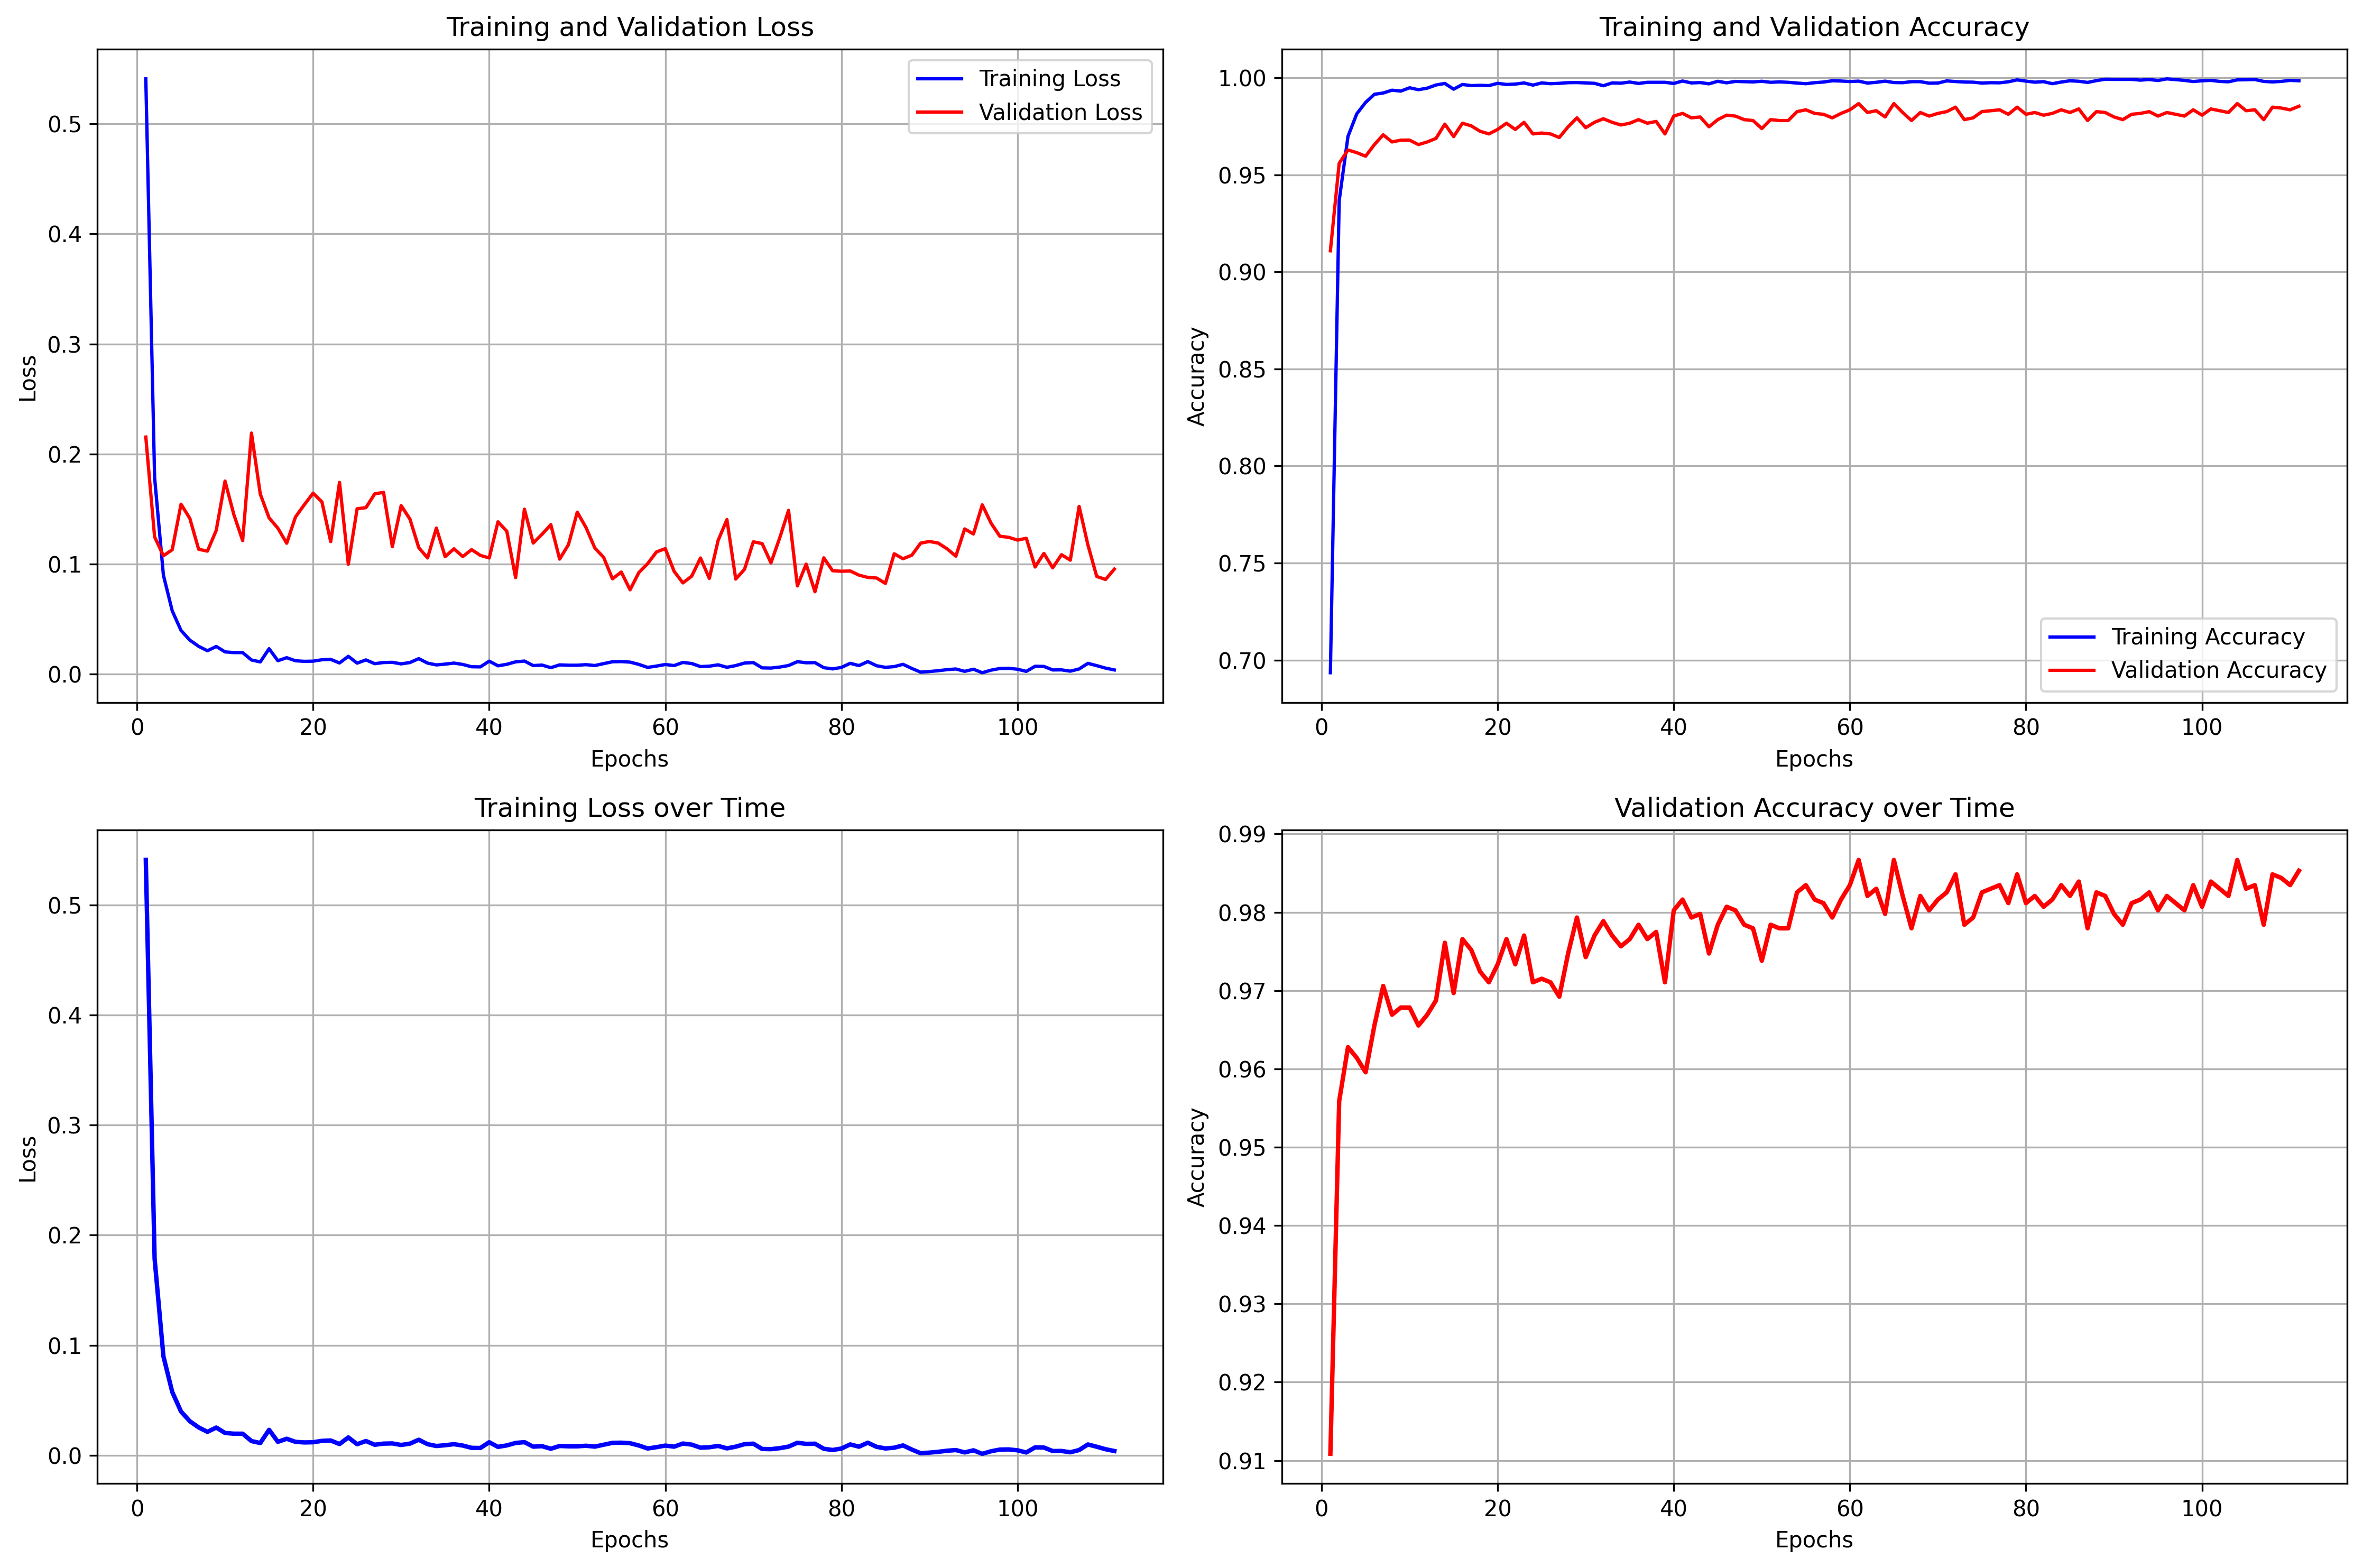 Training and Validation Loss
Training Loss
Validation Loss
0.5
0.4
0.3
0.2
0.1
0.0
Loss
0 20 40 60 80 100
Epochs
Training and Validation Accuracy
1.00
0.95
0.90
0.85
0.80
0.75
0.70
Accuracy
Training Accuracy
Validation Accuracy
0 20 40 60 80 100
Epochs
Training Loss over Time
0.5
0.4
0.3
0.2
0.1
0.0
Loss
0 20 40 60 80 100
Epochs
Validation Accuracy over Time
0.99
0.98
0.97
0.96
0.95
0.94
0.93
0.92
0.91
Accuracy
0 20 40 60 80 100
Epochs